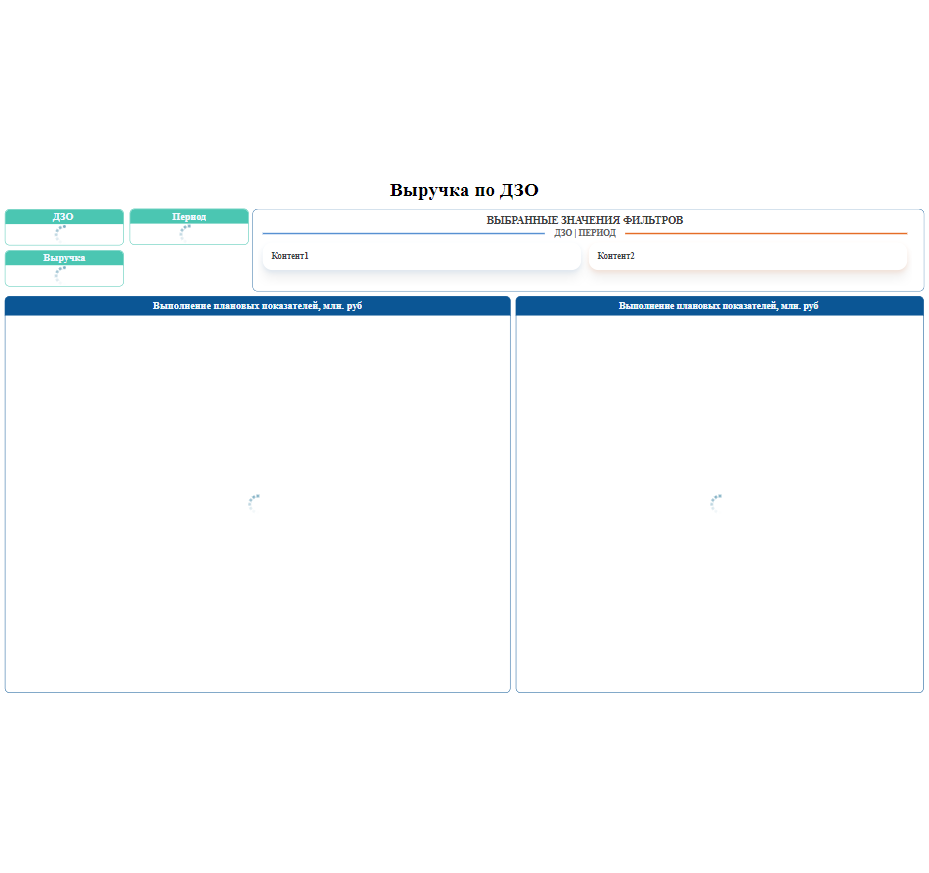 Выручка по ДЗО
ДЗО
Период
Выручка
ВЫБРАННЫЕ ЗНАЧЕНИЯ ФИЛЬТРОВ
ДЗО | ПЕРИОД
Контент1
Контент2
Выполнение плановых показателей, млн. руб
Выполнение плановых показателей, млн. руб